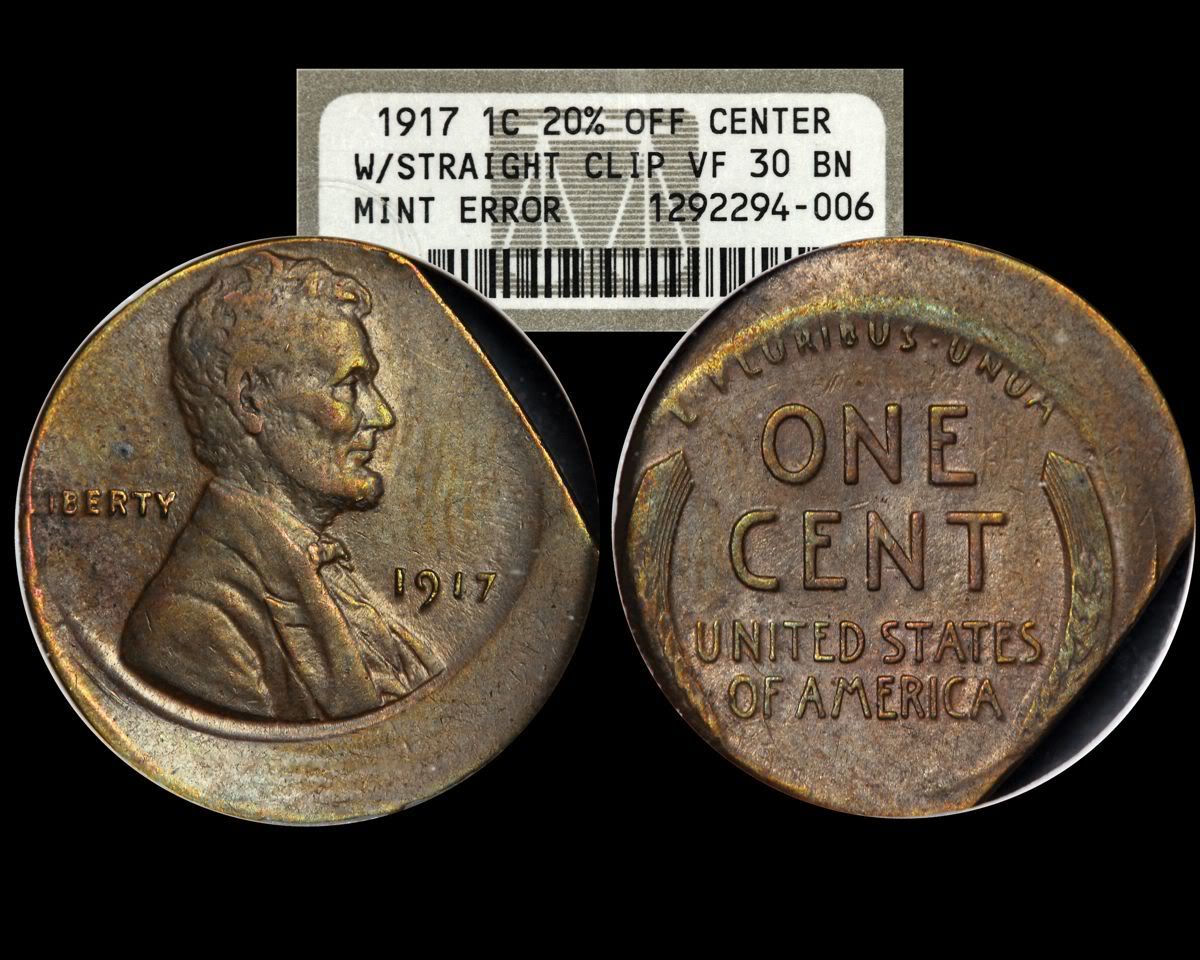 1917 1C 20% OFF CENTER
W/STRAIGHT CLIP VF 30 BN
MINT ERROR 1292294-006
IBERTY
1917
E PLURIBUS · UNUM
ONE
CENT
UNITED STATES
OF AMERICA